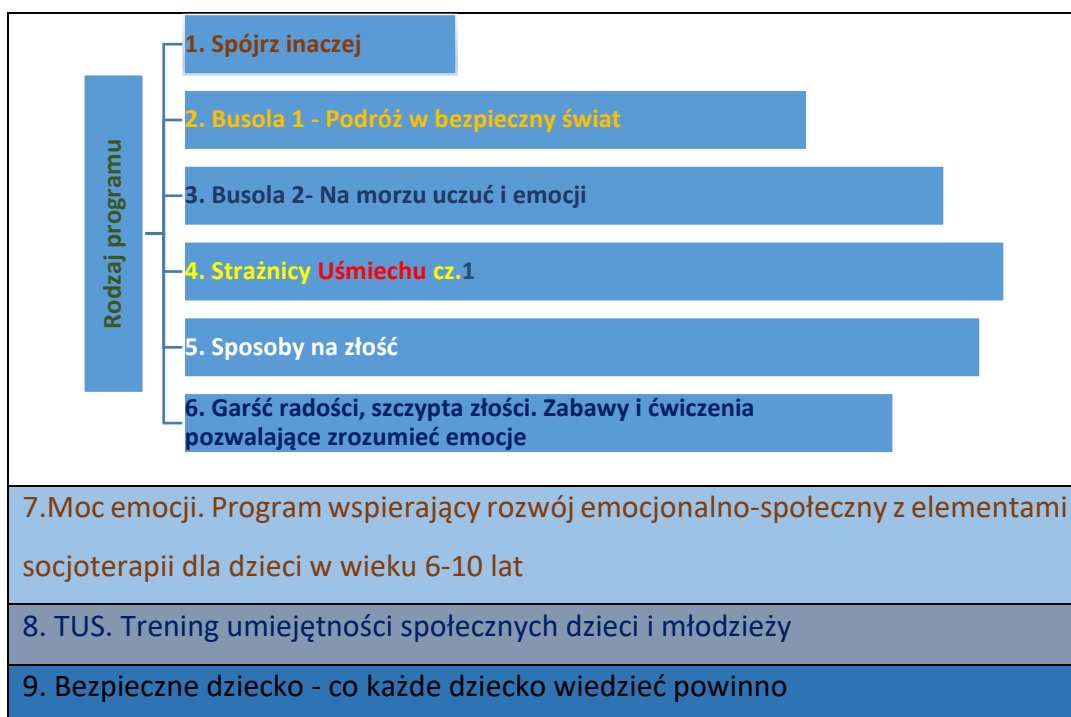 Rodzaj programu
1. Spójrz inaczej
2. Busola 1 - Podróż w bezpieczny świat
3. Busola 2- Na morzu uczuć i emocji
4. Strażnicy Uśmiechu cz.1
5. Sposoby na złość
6. Garść radości, szczypta złości. Zabawy i ćwiczenia
pozwalające zrozumieć emocje
7.Moc emocji. Program wspierający rozwój emocjonalno-społeczny z elementami
socjoterapii dla dzieci w wieku 6-10 lat
8. TUS. Trening umiejętności społecznych dzieci i młodzieży
9. Bezpieczne dziecko - co każde dziecko wiedzieć powinno